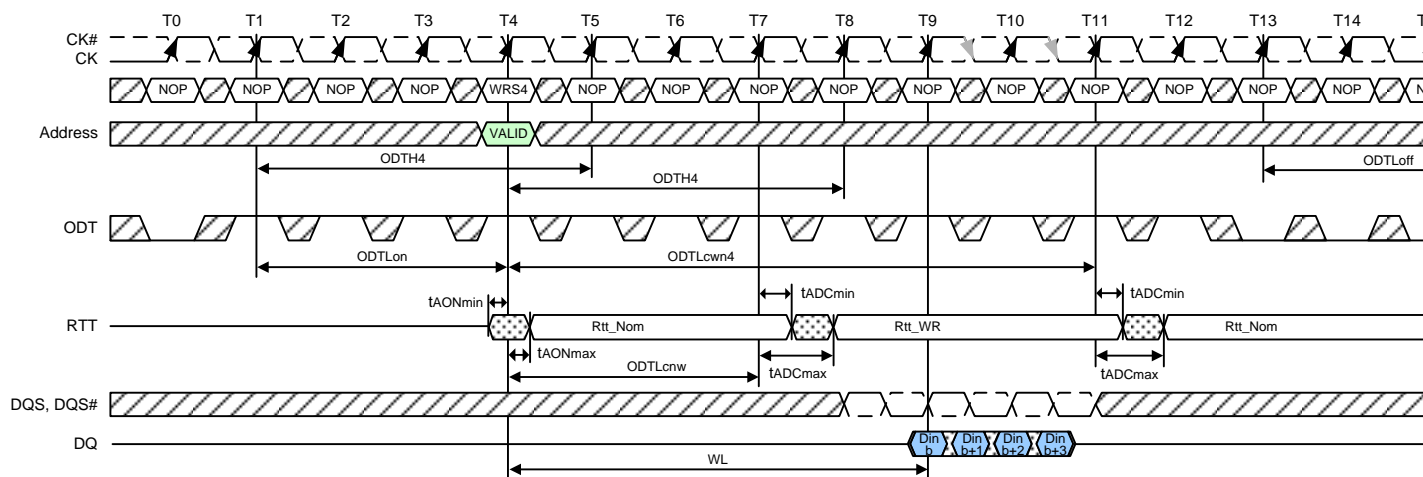 T0 T1 T2 T3 T4 T5 T6 T7 T8 T9 T10 T11 T12 T13 T14 T
CK#
CK
NOP NOP NOP NOP WRS4 NOP NOP NOP NOP NOP NOP NOP NOP NOP NOP N
Address VALID
ODTH4 ODTLoff
ODTH4
ODT
ODTLon ODTLcwn4
tAONmin tADCmin tADCmin
RTT Rtt_Nom Rtt_WR Rtt_Nom
tAONmax ODTLcnw tADCmax tADCmax
DQS, DQS#
DQ Din b Din b+1 Din b+2 Din b+3
WL